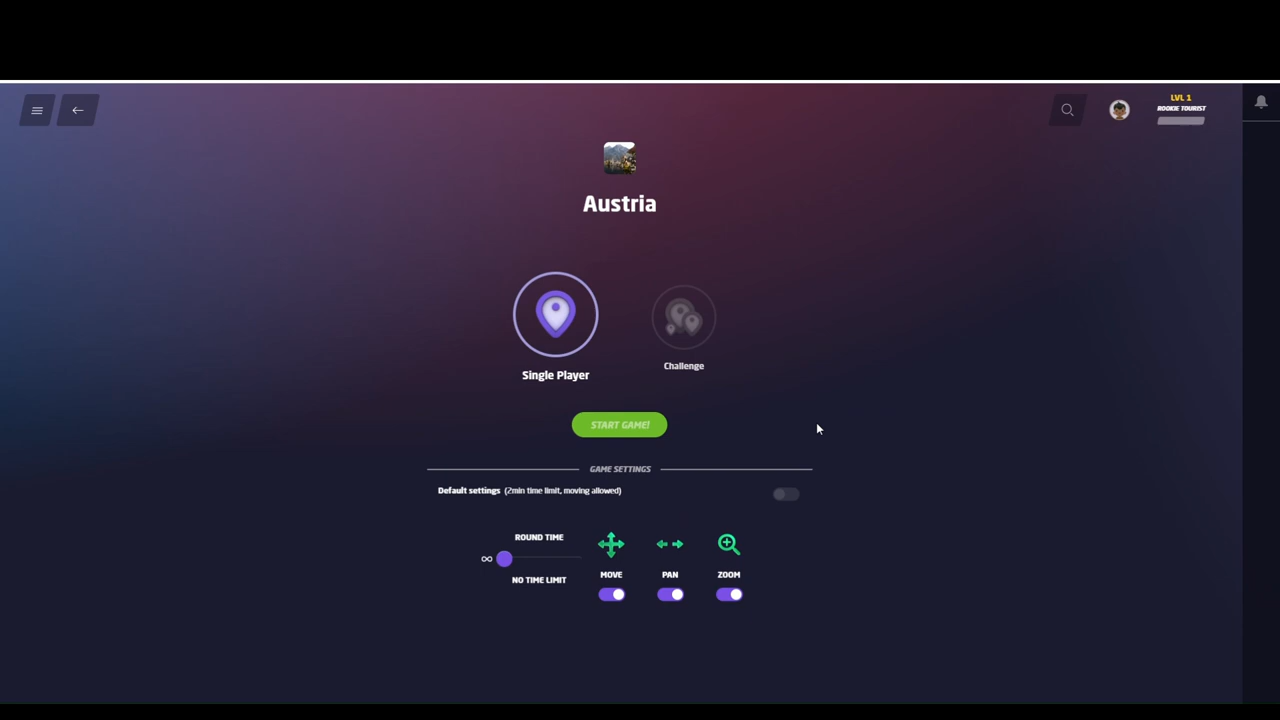 LVL 1
ROOKIE TOURIST
Austria
Single Player
Challenge
START GAME!
GAME SETTINGS
Default settings (2min time limit, moving allowed)
ROUND TIME
∞
NO TIME LIMIT
MOVE
PAN
ZOOM